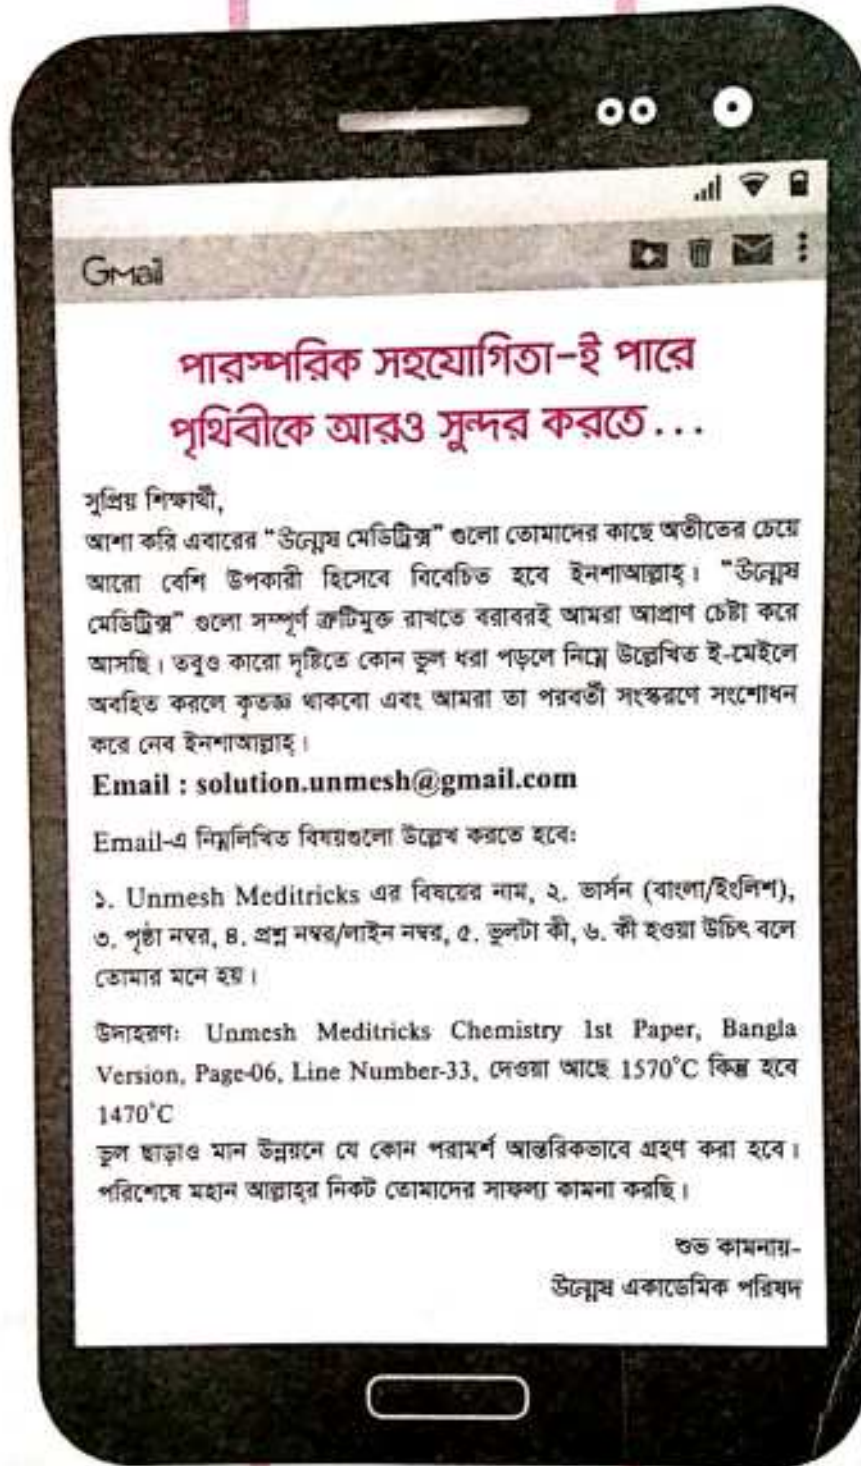 Gmail
পারস্পরিক সহযোগিতা-ই পারে
পৃথিবীকে আরও সুন্দর করতে...
সুপ্রিয় শিক্ষার্থী,
আশা করি এবারের “উন্মেষ মেডিট্রিক্স” গুলো তোমাদের কাছে অতীতের চেয়ে
আরো বেশি উপকারী হিসেবে বিবেচিত হবে ইনশাআল্লাহ্। “উন্মেষ
মেডিট্রিক্স” গুলো সম্পূর্ণ ত্রুটিমুক্ত রাখতে বরাবরই আমরা আপ্রাণ চেষ্টা করে
আসছি। তবুও কারো দৃষ্টিতে কোন ভুল ধরা পড়লে নিম্নে উল্লেখিত ই-মেইলে
অবহিত করলে কৃতজ্ঞ থাকবো এবং আমরা তা পরবর্তী সংস্করণে সংশোধন
করে নেব ইনশাআল্লাহ্।
Email : solution.unmesh@gmail.com
Email-এ নিম্নলিখিত বিষয়গুলো উল্লেখ করতে হবে:
১. Unmesh Meditricks এর বিষয়ের নাম, ২. ভার্সন (বাংলা/ইংলিশ),
৩. পৃষ্ঠা নম্বর, ৪. প্রশ্ন নম্বর/লাইন নম্বর, ৫. ভুলটা কী, ৬. কী হওয়া উচিৎ বলে
তোমার মনে হয়।
উদাহরণ: Unmesh Meditricks Chemistry 1st Paper, Bangla
Version, Page-06, Line Number-33, দেওয়া আছে 1570°C কিন্তু হবে
1470°C
ভুল ছাড়াও মান উন্নয়নে যে কোন পরামর্শ আন্তরিকভাবে গ্রহণ করা হবে।
পরিশেষে মহান আল্লাহ্‌র নিকট তোমাদের সাফল্য কামনা করছি।
শুভ কামনায়-
উন্মেষ একাডেমিক পরিষদ